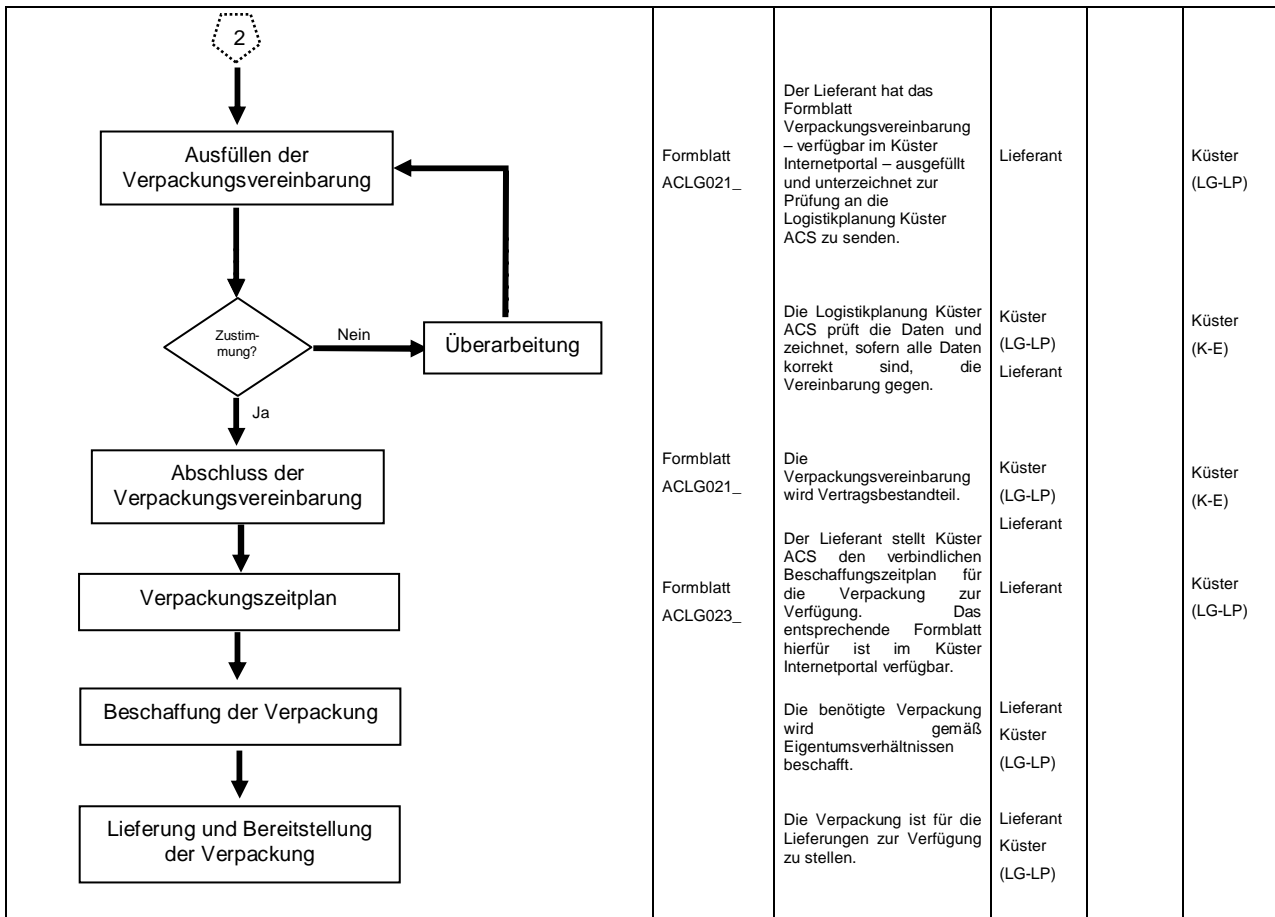 2
Ausfüllen der
Verpackungsvereinbarung
Formblatt
ACLG021_
Der Lieferant hat das
Formblatt
Verpackungsvereinbarung
– verfügbar im Küster
Internetportal – ausgefüllt
und unterzeichnet zur
Prüfung an die
Logistikplanung Küster
ACS zu senden.
Lieferant
Küster
(LG-LP)
Zustim-
mung?
Nein
Überarbeitung
Ja
Die Logistikplanung Küster
ACS prüft die Daten und
zeichnet, sofern alle Daten
korrekt sind, die
Vereinbarung gegen.
Küster
(LG-LP)
Lieferant
Küster
(K-E)
Abschluss der
Verpackungsvereinbarung
Formblatt
ACLG021_
Die
Verpackungsvereinbarung
wird Vertragsbestandteil.
Küster
(LG-LP)
Lieferant
Küster
(K-E)
Verpackungszeitplan
Formblatt
ACLG023_
Der Lieferant stellt Küster
ACS den verbindlichen
Beschaffungszeitplan für
die Verpackung zur
Verfügung. Das
entsprechende Formblatt
hierfür ist im Küster
Internetportal verfügbar.
Lieferant
Küster
(LG-LP)
Beschaffung der Verpackung
Die benötigte Verpackung
wird gemäß
Eigentumsverhältnissen
beschafft.
Lieferant
Küster
(LG-LP)
Lieferung und Bereitstellung
der Verpackung
Die Verpackung ist für die
Lieferungen zur Verfügung
zu stellen.
Lieferant
Küster
(LG-LP)